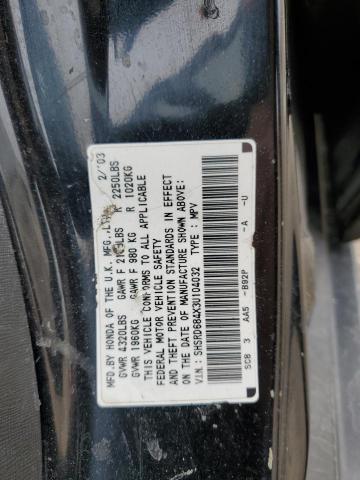 MFD.BY HONDA OF THE U.K. MFG.,LTD. 2/'03
GVWR 4320LBS GAWR F 2160LBS R 2250LBS
GVWR 1960KG GAWR F 980 KG R 1020KG
THIS VEHICLE CONFORMS TO ALL APPLICABLE
FEDERAL MOTOR VEHICLE SAFETY
AND THEFT PREVENTION STANDARDS IN EFFECT
ON THE DATE OF MANUFACTURE SHOWN ABOVE:
V.I.N.: SHSRD684X3U104032 TYPE: MPV
SCB 3 AA5 -B92P -A -U